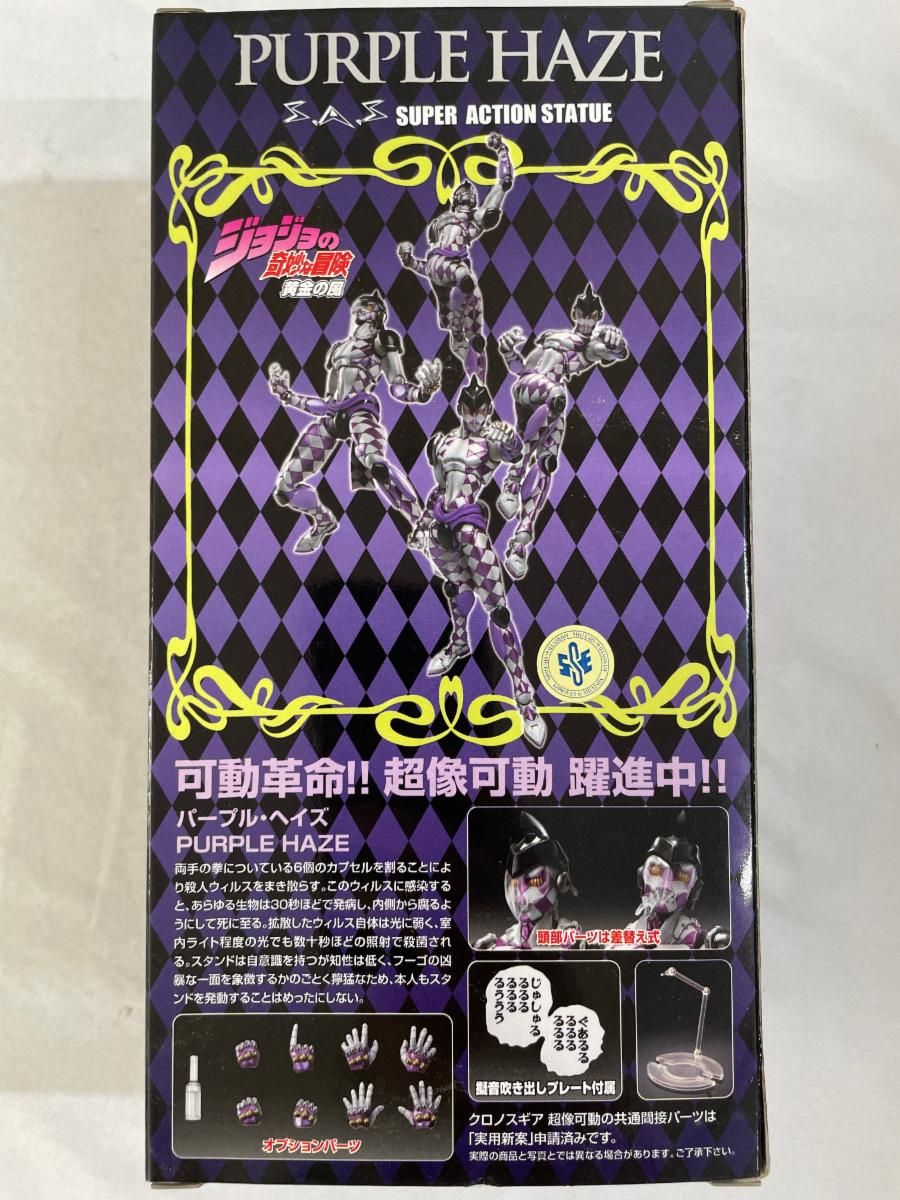 PURPLE HAZE
S.A.S SUPER ACTION STATUE
ジョジョの
奇妙な冒険
黄金の風
可動革命!! 超像可動 躍進中!!
パープル・ヘイズ
PURPLE HAZE
両手の拳についている6個のカプセルを割ることによ
り殺人ウィルスをまき散らす。このウィルスに感染する
と、あらゆる生物は30秒ほどで発病し、内側から腐るよ
うにして死に至る。拡散したウィルス自体は光に弱く、室
内ライト程度の光でも数十秒ほどの照射で殺菌され
る。スタンドは自意識を持つが知性は低く、フーゴの凶
暴な一面を象徴するかのごとく獰猛なため、本人もスタ
ンドを発動することはめったにしない。
頭部パーツは差替え式
じゅしゅる
るるる
るるる
るううう
ぐあるる
るるる
るるる
擬音吹き出しプレート付属
オプションパーツ
クロノスギア 超像可動の共通間接パーツは
「実用新案」申請済みです。
実際の商品と写真とでは異なる場合があります。ご了承下さい。